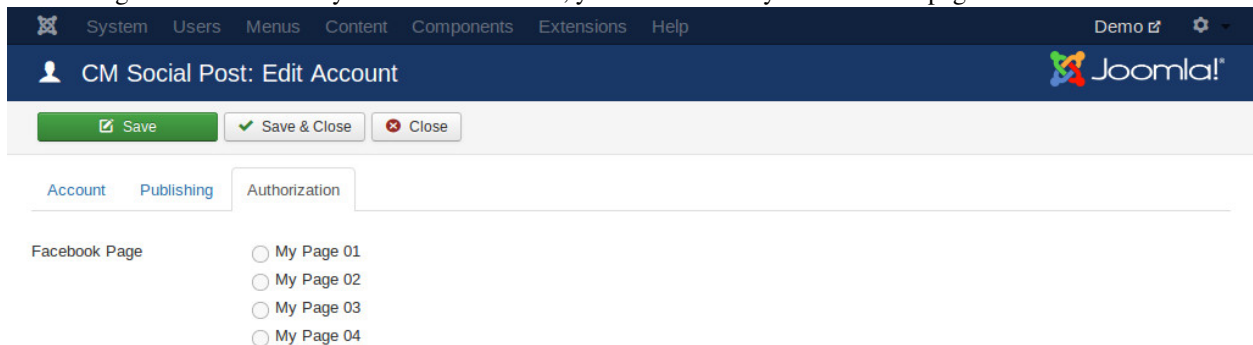 System Users Menus Content Components Extensions Help Demo
CM Social Post: Edit Account Joomla!
Save Save & Close Close
Account Publishing Authorization
Facebook Page My Page 01
My Page 02
My Page 03
My Page 04